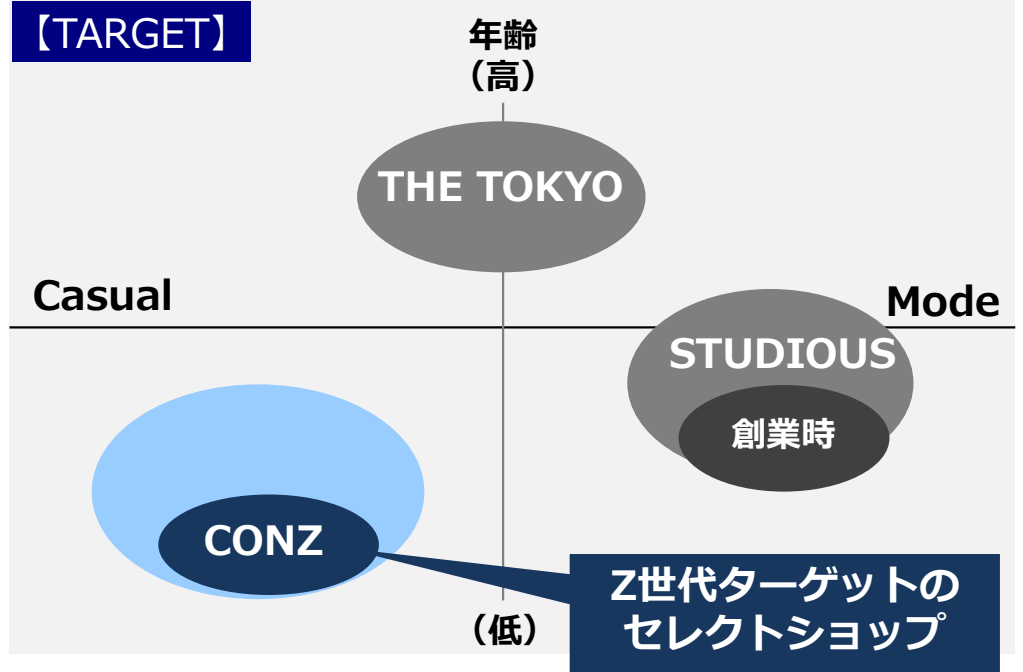 【TARGET】
年齢
（高）
THE TOKYO
Casual
Mode
STUDIOUS
創業時
CONZ
Z世代ターゲットの
セレクトショップ
（低）